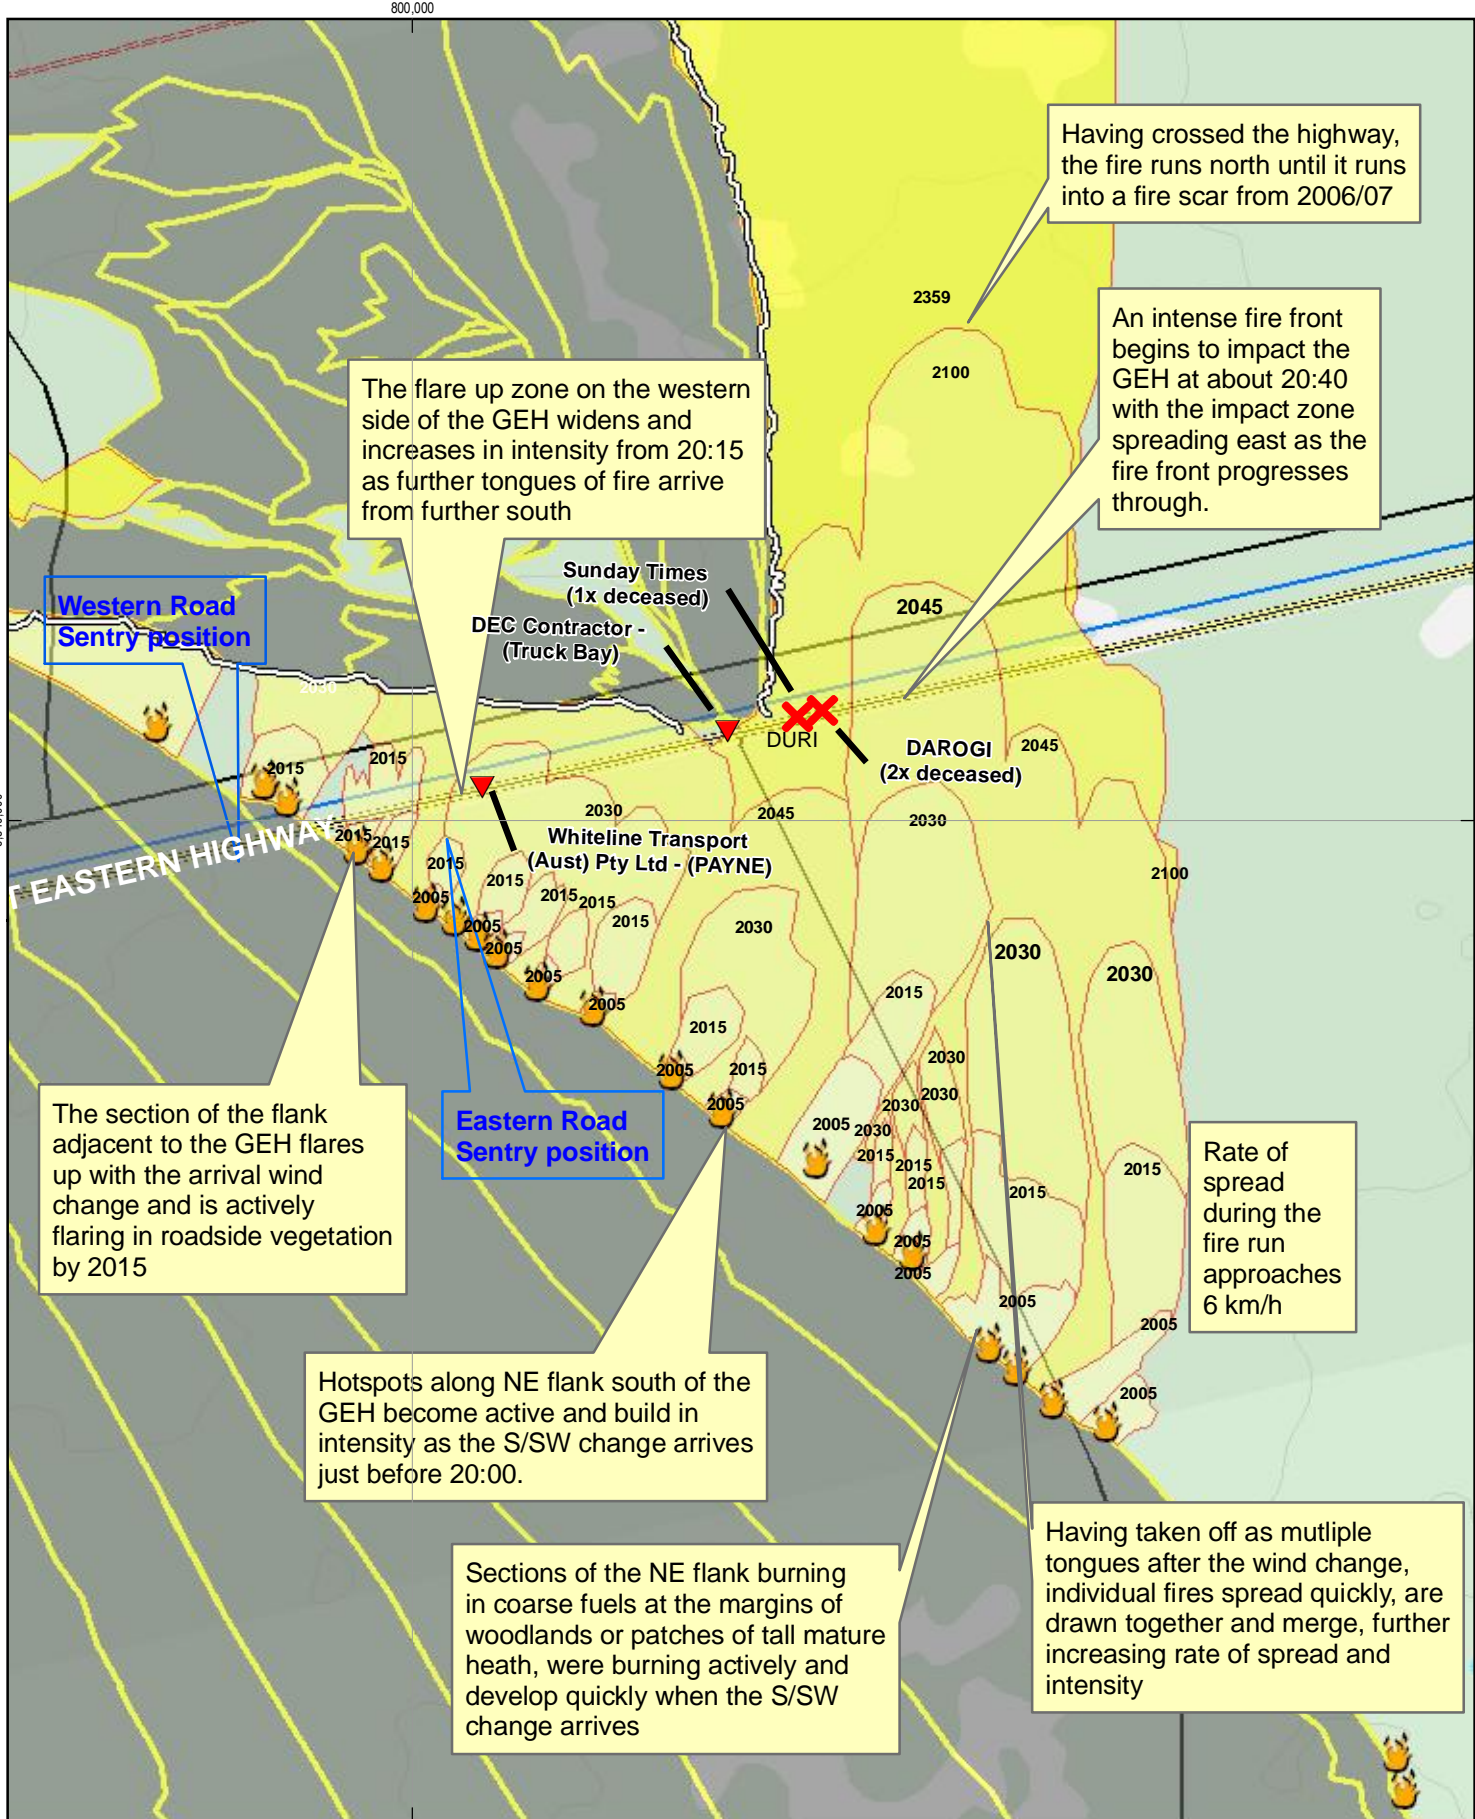 800,000
Having crossed the highway,
the fire runs north until it runs
into a fire scar from 2006/07
2359
An intense fire front
begins to impact the
GEH at about 20:40
with the impact zone
spreading east as the
fire front progresses
through.
2100
The flare up zone on the western
side of the GEH widens and
increases in intensity from 20:15
as further tongues of fire arrive
from further south
Sunday Times
(1x deceased)
DEC Contractor -
(Truck Bay)
Western Road
Sentry position
2045
2030
DURI
DAROGI
(2x deceased)
2045
2015
2015
2030
2045
2030
Whiteline Transport
(Aust) Pty Ltd - (PAYNE)
T EASTERN HIGHWAY
2015
2015
2015
2015
2015
2015
2015
2100
2005
2005
2005
2005
2005
2030
2030
2030
2015
2015
2015
2005
2005
2030
2030
2030
2030
2005
2015
2015
2015
2015
2015
2005
2005
2005
2005
2005
2005
The section of the flank
adjacent to the GEH flares
up with the arrival wind
change and is actively
flaring in roadside vegetation
by 2015
Eastern Road
Sentry position
Rate of
spread
during the
fire run
approaches
6 km/h
Hotspots along NE flank south of the
GEH become active and build in
intensity as the S/SW change arrives
just before 20:00.
Sections of the NE flank burning
in coarse fuels at the margins of
woodlands or patches of tall mature
heath, were burning actively and
develop quickly when the S/SW
change arrives
Having taken off as mutliple
tongues after the wind change,
individual fires spread quickly, are
drawn together and merge, further
increasing rate of spread and
intensity